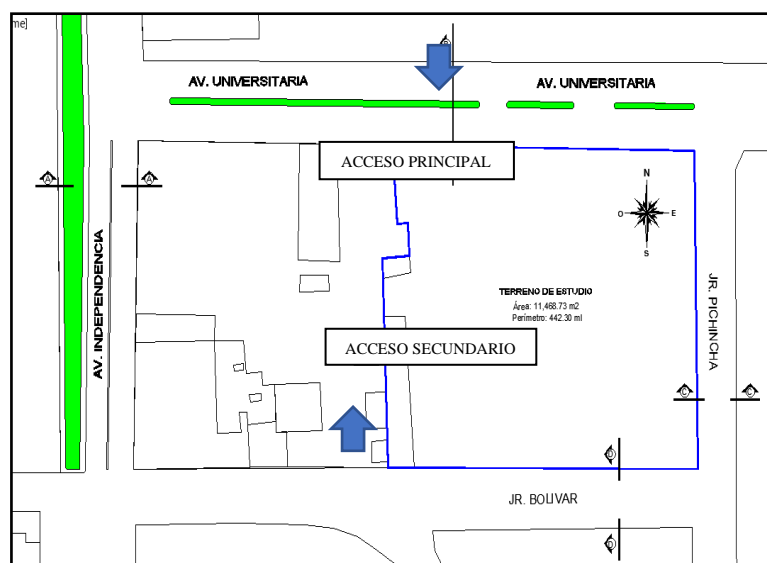 me]
B
AV. UNIVERSITARIA
AV. UNIVERSITARIA
ACCESO PRINCIPAL
A
A
N
O
E
S
AV. INDEPENDENCIA
TERRENO DE ESTUDIO
Área: 11,468.73 m2
Perímetro: 442.30 ml
JR. PICHINCHA
ACCESO SECUNDARIO
C
C
D
JR. BOLIVAR
D